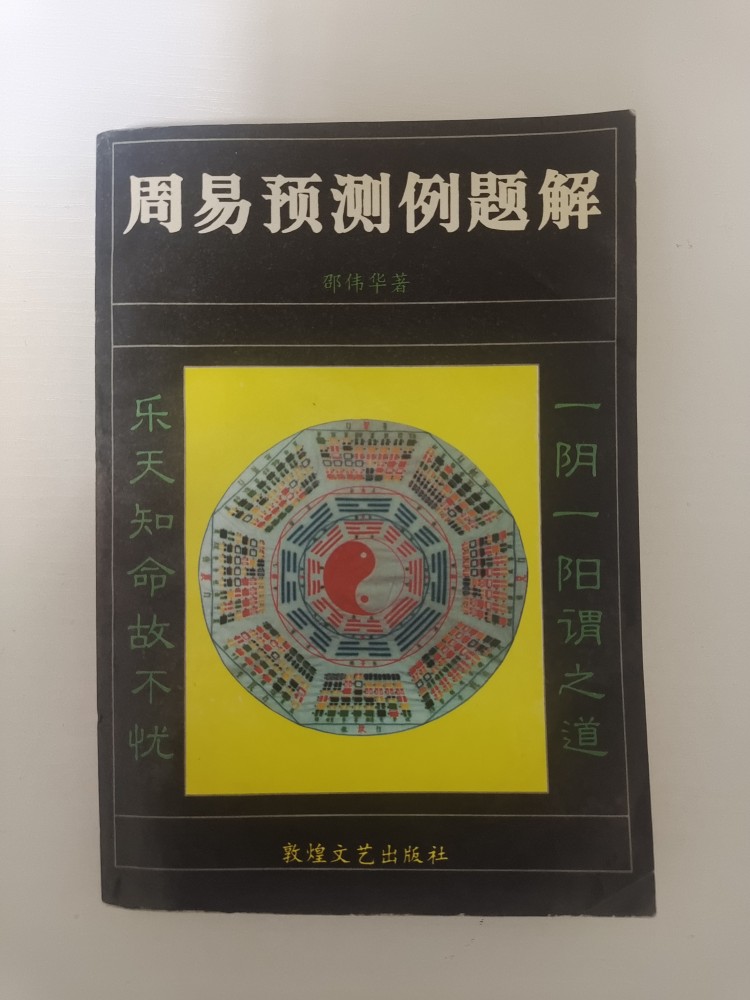 周易预测例题解
邵伟华著
一阴一阳谓之道
乐天知命故不忧
敦煌文艺出版社